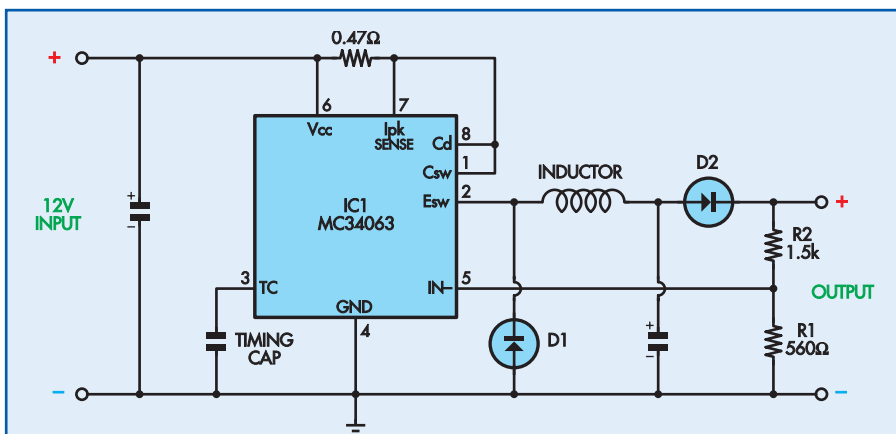 0.47Ω
+
6
7
Vcc
Ipk
SENSE
8
Cd
1
Csw
2
Esw
INDUCTOR
D2
+
+
−
12V
INPUT
IC1
MC34063
R2
1.5k
3
TC
5
IN−
OUTPUT
GND
4
TIMING
CAP
D1
+
−
R1
560Ω
−
−